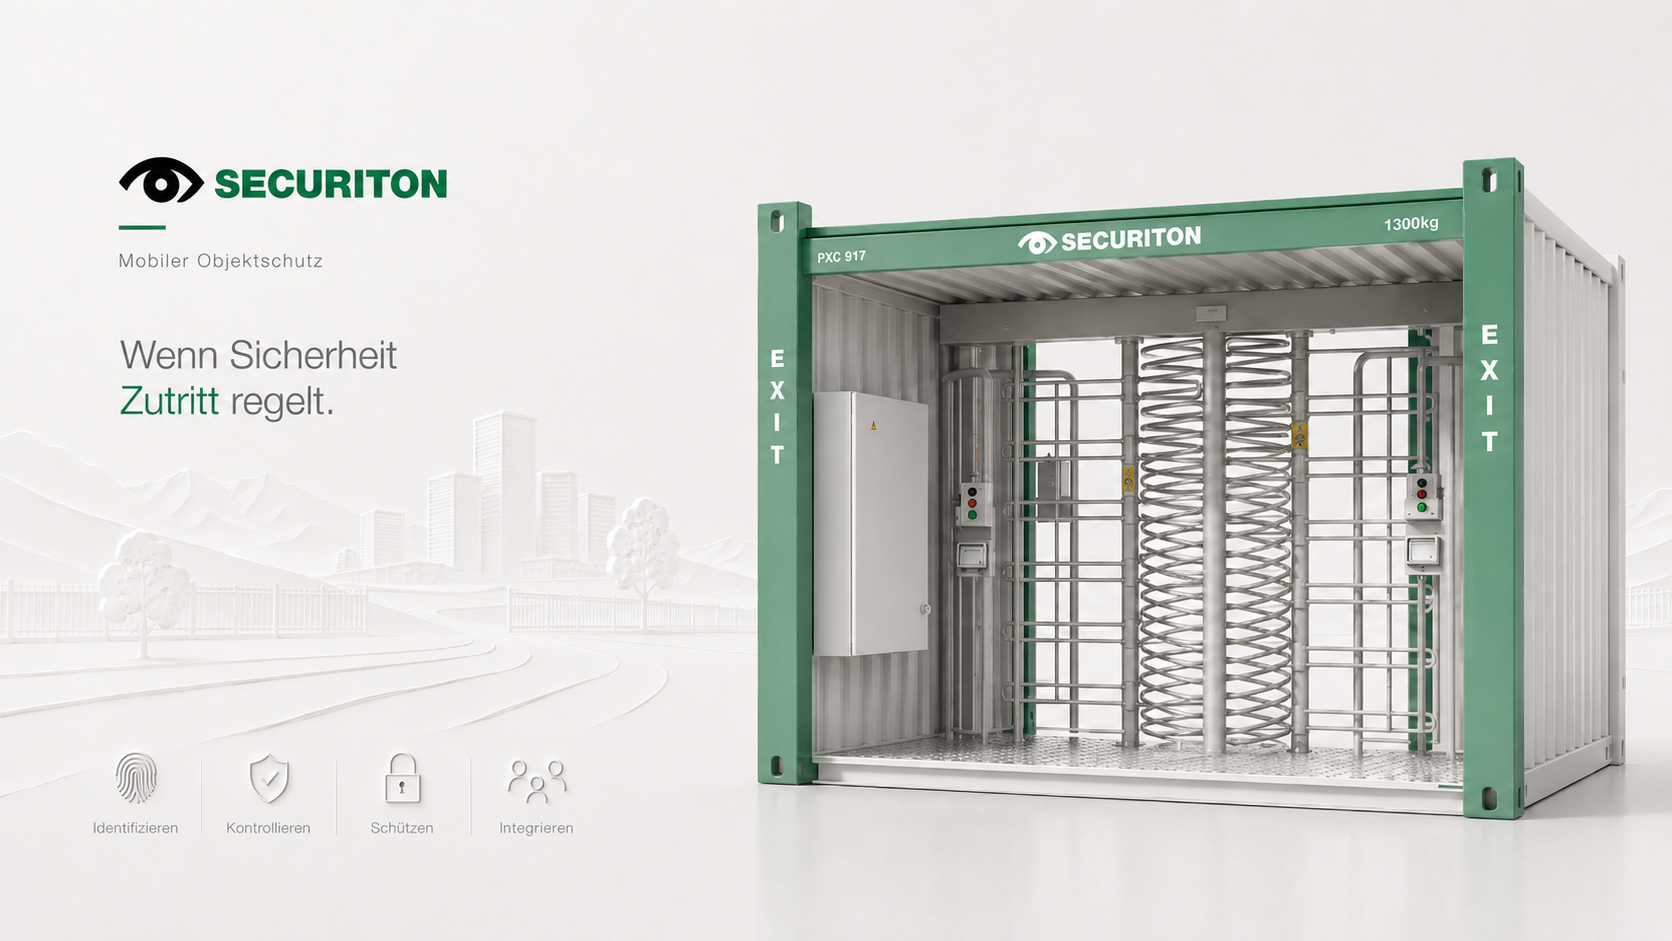 SECURITON
Mobiler Objektschutz
Wenn Sicherheit
Zutritt regelt.
Identifizieren
Kontrollieren
Schützen
Integrieren
PXC 917
SECURITON
1300kg
EXIT
EXIT